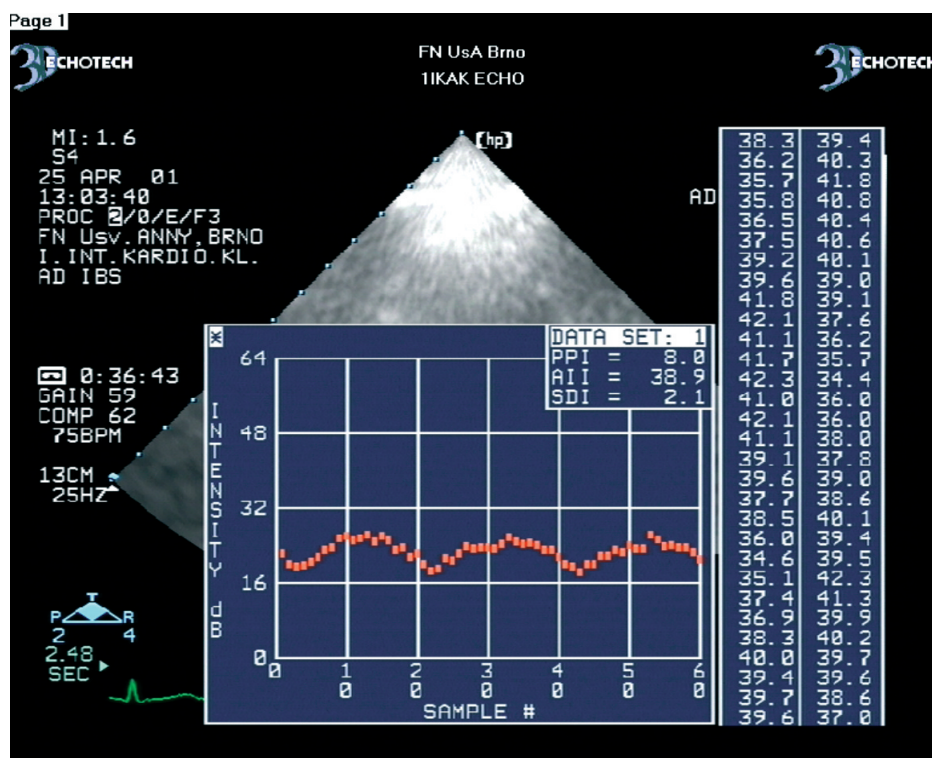 Page 1
3D ECHOTECH
FN UsA Brno
1IKAK ECHO
3D ECHOTECH
MI: 1.6
S4
25 APR 01
13:03:40
PROC 2/0/E/F3
FN Usv.ANNY,BRNO
I.INT.KARDIO.KL.
AD IBS
[hp]
AD
0:36:43
GAIN 59
COMP 62
75BPM
13CM
25HZ
T
P R
2 4
2.48
SEC
*
DATA SET: 1
PPI = 8.0
AII = 38.9
SDI = 2.1
INTENSITY dB
64
48
32
16
0
0 10 20 30 40 50 60
SAMPLE #
38.3 39.4
36.2 40.3
35.7 41.8
35.8 40.8
36.5 40.4
37.5 40.6
39.2 40.1
39.6 39.0
41.8 39.1
42.1 37.6
41.1 36.2
41.7 35.7
42.3 34.4
41.0 36.0
42.1 36.0
41.1 38.0
39.1 37.8
39.6 39.0
37.7 38.6
38.5 40.1
36.0 39.4
34.6 39.5
35.1 42.3
37.4 41.3
36.9 39.9
38.3 40.2
40.0 39.7
39.4 39.6
39.7 38.6
39.6 37.0